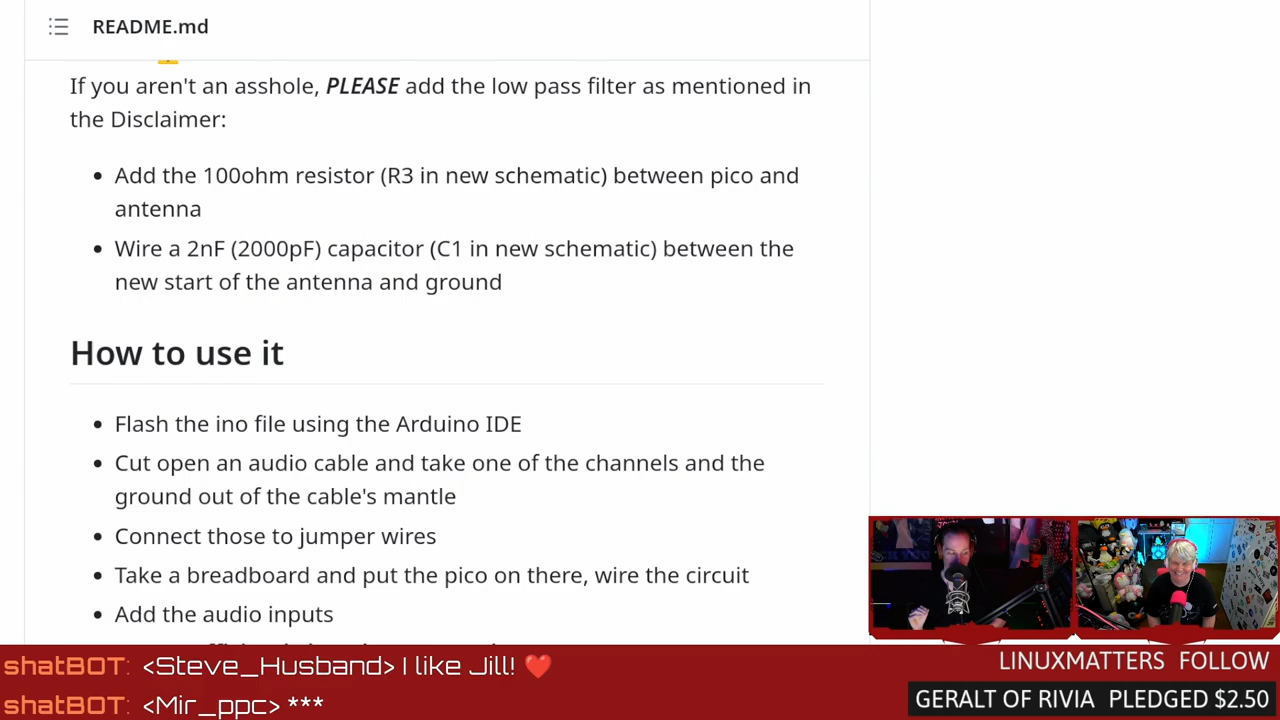 README.md
If you aren't an asshole, PLEASE add the low pass filter as mentioned in
the Disclaimer:
• Add the 100ohm resistor (R3 in new schematic) between pico and
antenna
• Wire a 2nF (2000pF) capacitor (C1 in new schematic) between the
new start of the antenna and ground
How to use it
• Flash the ino file using the Arduino IDE
• Cut open an audio cable and take one of the channels and the
ground out of the cable's mantle
• Connect those to jumper wires
• Take a breadboard and put the pico on there, wire the circuit
• Add the audio inputs
shatBOT: <Steve_Husband> I like Jill! ❤️
shatBOT: <Mir_ppc> ***
LINUXMATTERS FOLLOW
GERALT OF RIVIA PLEDGED $2.50